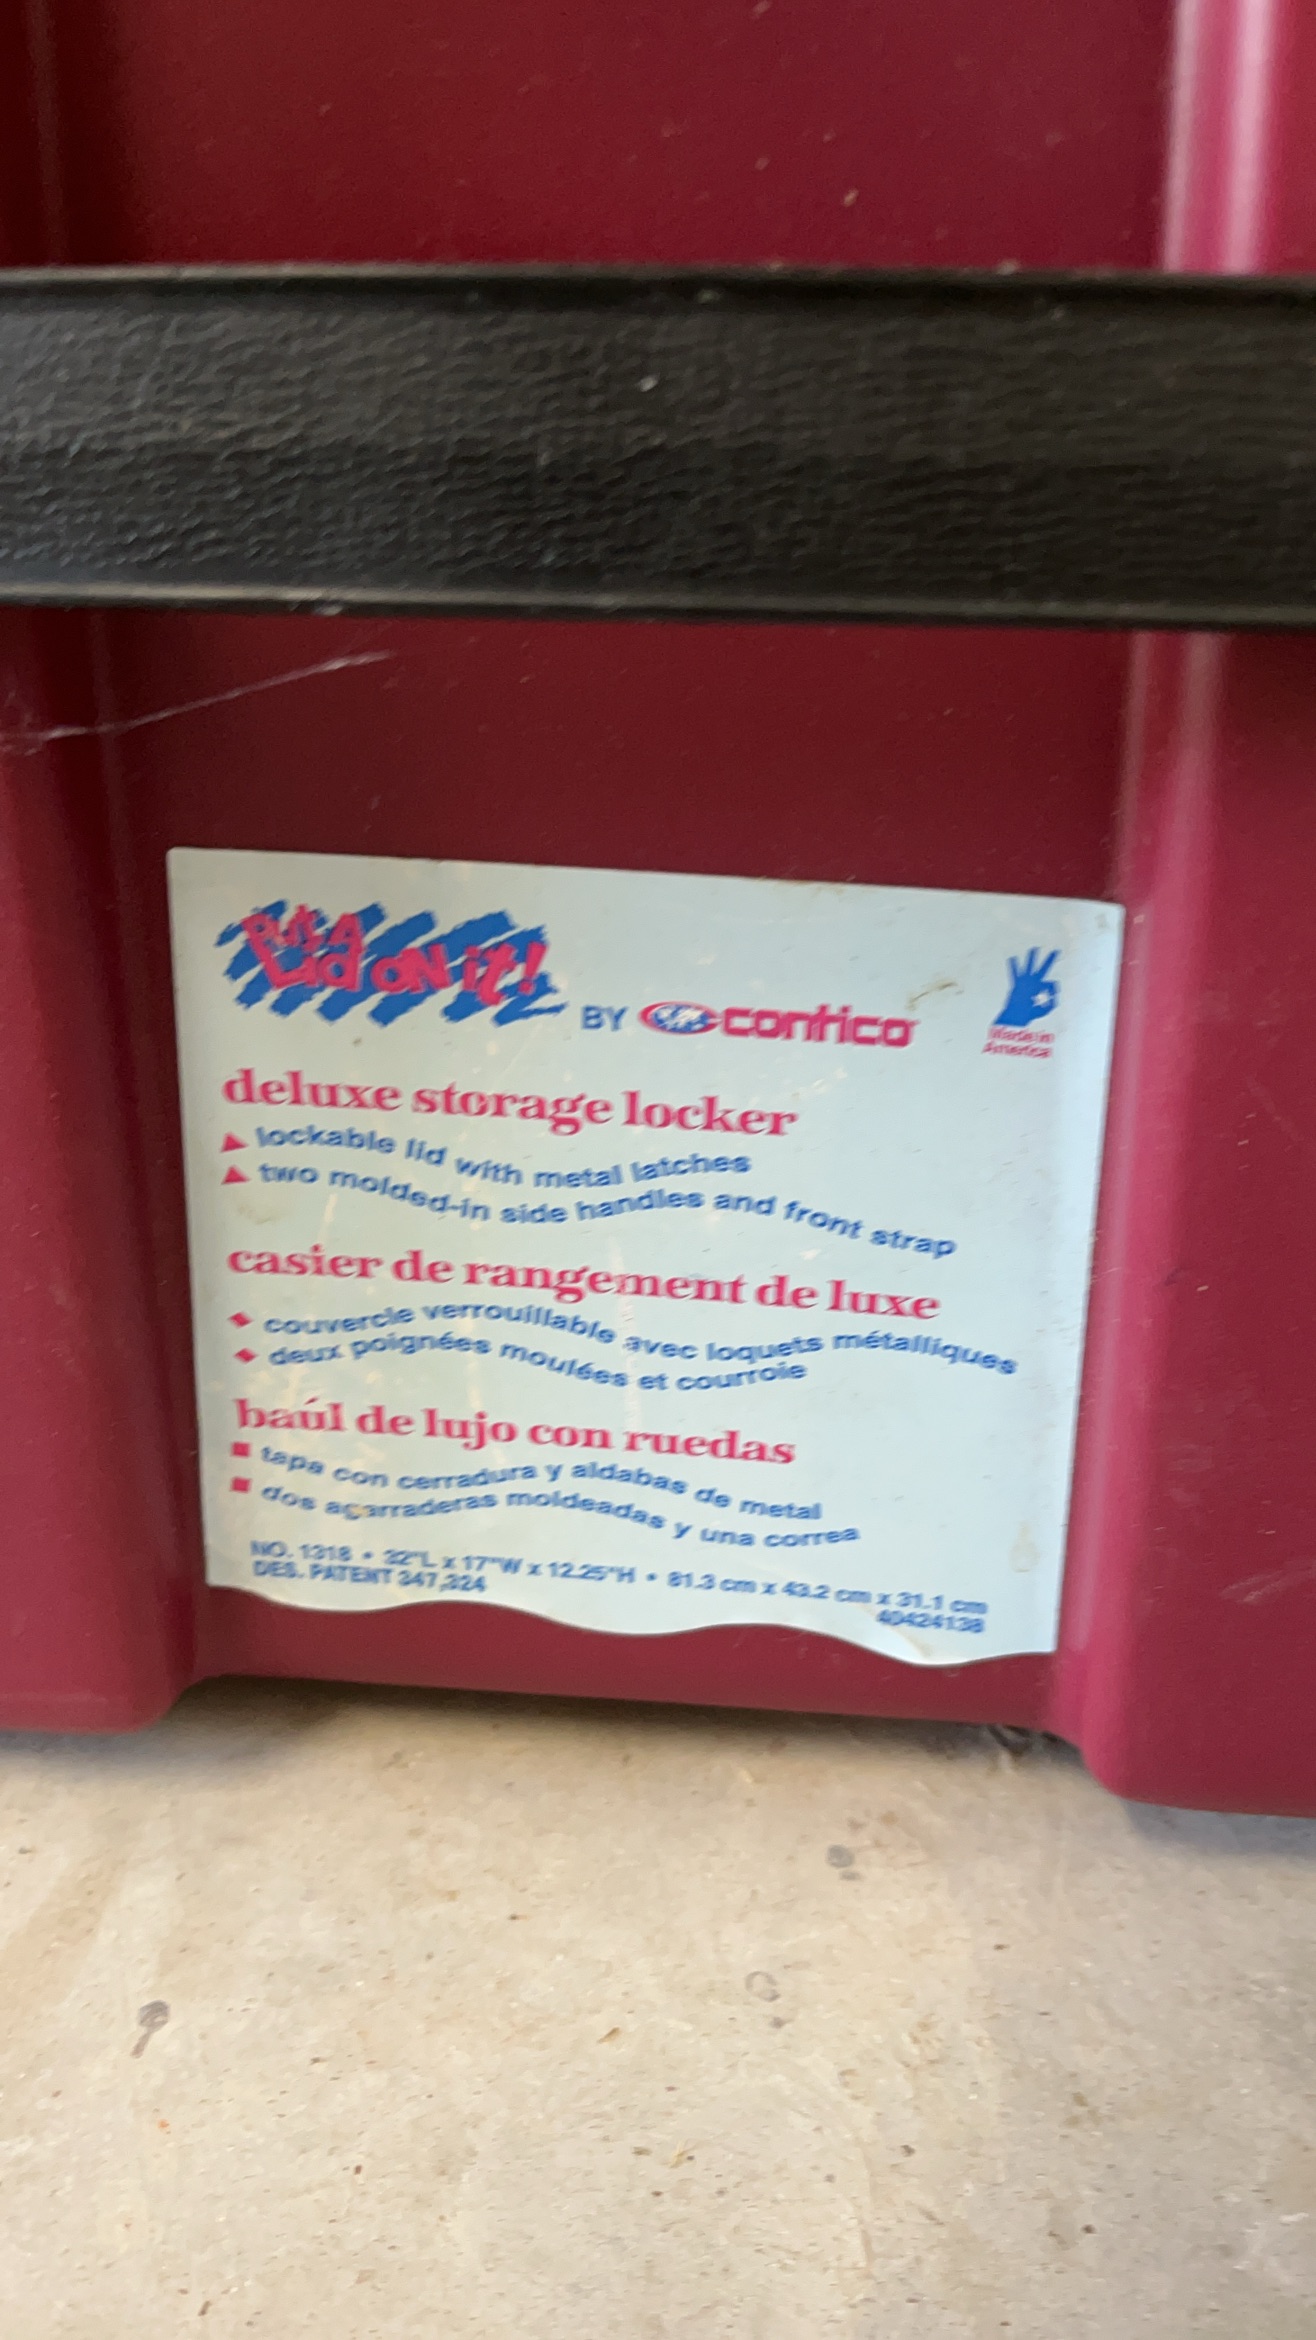 Put A
Lid on it!
BY contico
Made in
America
deluxe storage locker
lockable lid with metal latches
two molded-in side handles and front strap
casier de rangement de luxe
couvercle verrouillable avec loquets métalliques
deux poignées moulées et courroie
baúl de lujo con ruedas
tapa con cerradura y aldabas de metal
dos agarraderas moldeadas y una correa
NO. 1318 • 32"L x 17"W x 12.25"H • 81.3 cm x 43.2 cm x 31.1 cm
DES. PATENT 347,324
40424138